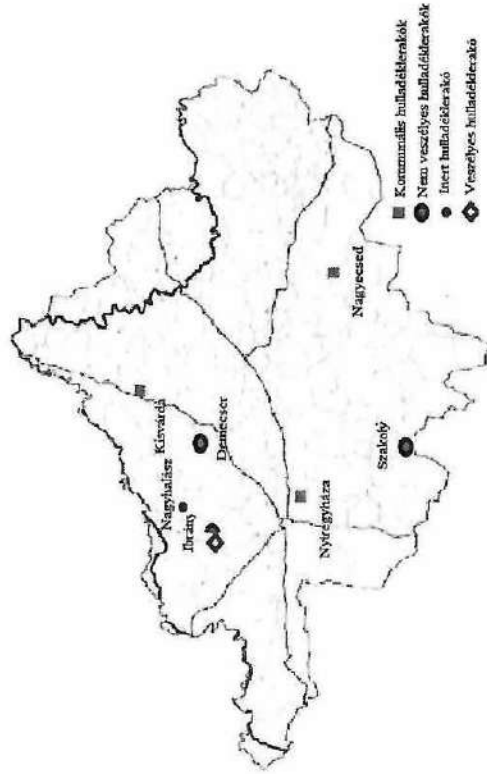 Nagyhalász
Kisvárda
Ibrány
Demecser
Nyíregyháza
Nagyecsed
Szakoly
Kommunális hulladéklerakók
Nem veszélyes hulladéklerakók
Inert hulladéklerakó
Veszélyes hulladéklerakó